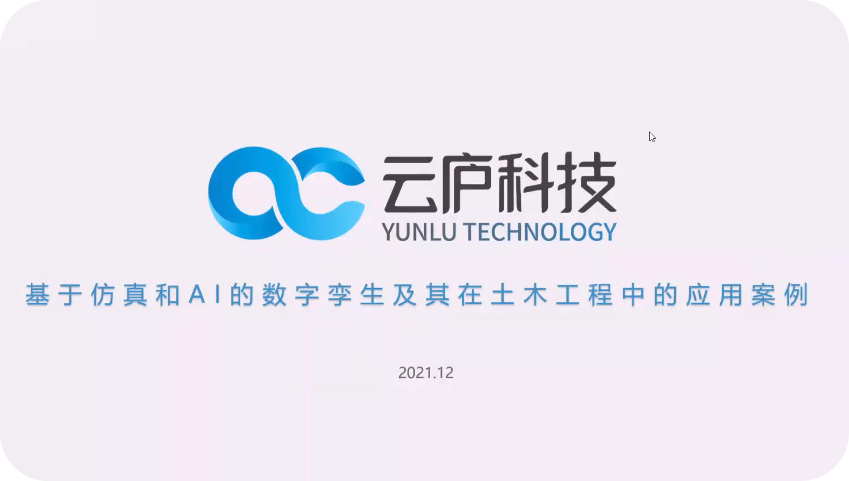 云庐科技
YUNLU TECHNOLOGY
基于仿真和AI的数字孪生及其在土木工程中的应用案例
2021.12